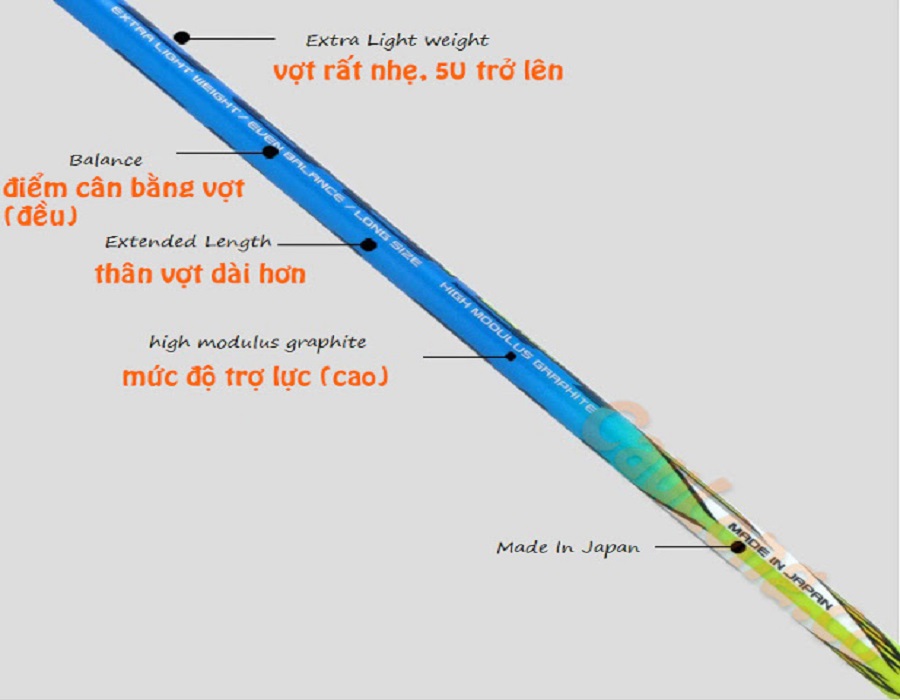 EXTRA LIGHT WEIGHT / EVEN BALANCE / LONG SIZE
HIGH MODULUS GRAPHITE
MADE IN JAPAN
Extra Light Weight
vợt rất nhẹ, 5U trở lên
Balance
điểm cân bằng vợt
(đều)
Extended Length
thân vợt dài hơn
high modulus graphite
mức độ trợ lực (cao)
Made In Japan